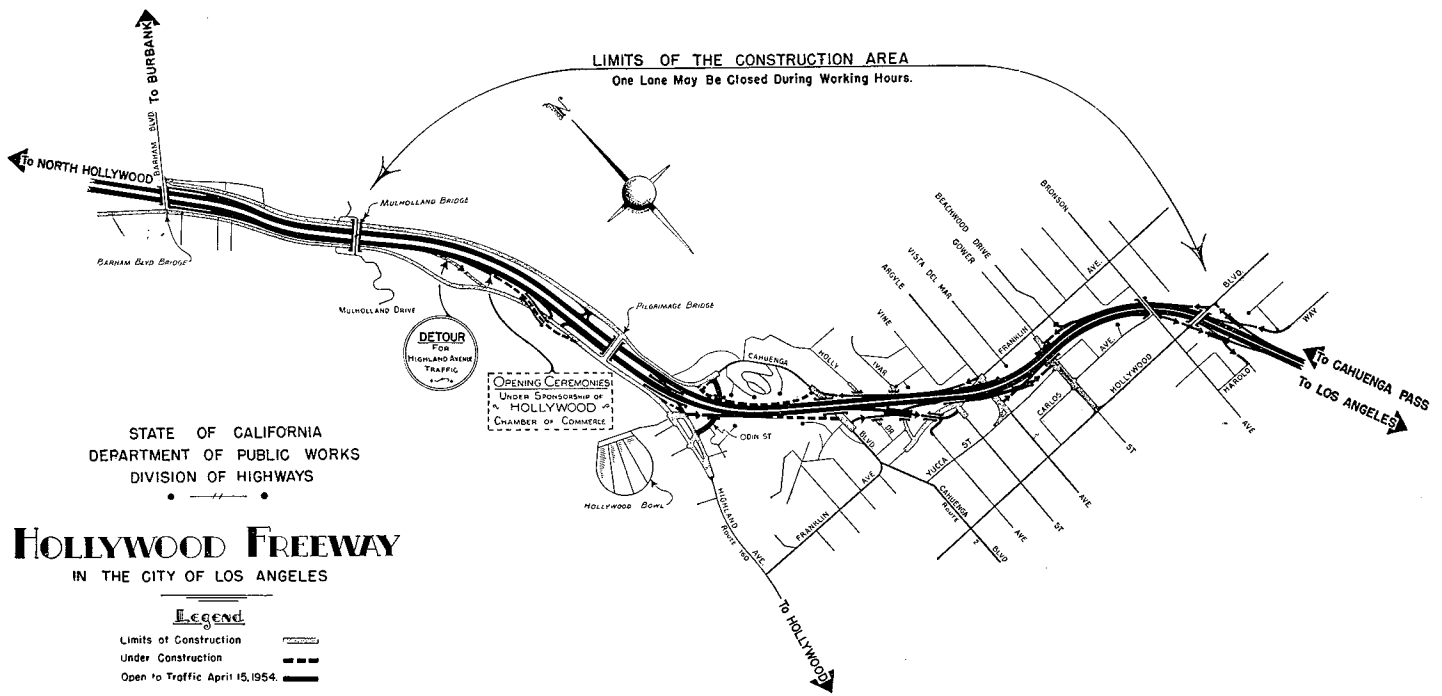 LIMITS OF THE CONSTRUCTION AREA
One Lane May Be Closed During Working Hours.
To BURBANK
BARHAM BLVD
To NORTH HOLLYWOOD
N
MULHOLLAND BRIDGE
BARHAM BLVD BRIDGE
MULHOLLAND DRIVE
PILGRIMAGE BRIDGE
DETOUR
FOR
HIGHLAND AVENUE
TRAFFIC
OPENING CEREMONIES
UNDER SPONSORSHIP OF
HOLLYWOOD
CHAMBER OF COMMERCE
BRONSON
BEACHWOOD DRIVE
GOWER
VISTA DEL MAR
ARGYLE
VINE
IVAR
HOLLY
CAHUENGA
FRANKLIN
AVE.
BLVD.
WAY
AVE.
HOLLYWOOD
CARLOS
HAROLD
To CAHUENGA PASS
To LOS ANGELES
ODIN ST
DR
BLVD.
YUCCA
ST
AVE
ST
AVE
ST
AVE
CAHUENGA
ROUTE
2
BLVD
FRANKLIN
AVE
HOLLYWOOD BOWL
HIGHLAND
ROUTE 160
AVE.
To HOLLYWOOD
STATE OF CALIFORNIA
DEPARTMENT OF PUBLIC WORKS
DIVISION OF HIGHWAYS
HOLLYWOOD FREEWAY
IN THE CITY OF LOS ANGELES
Legend
Limits of Construction
Under Construction
Open to Traffic April 15, 1954.